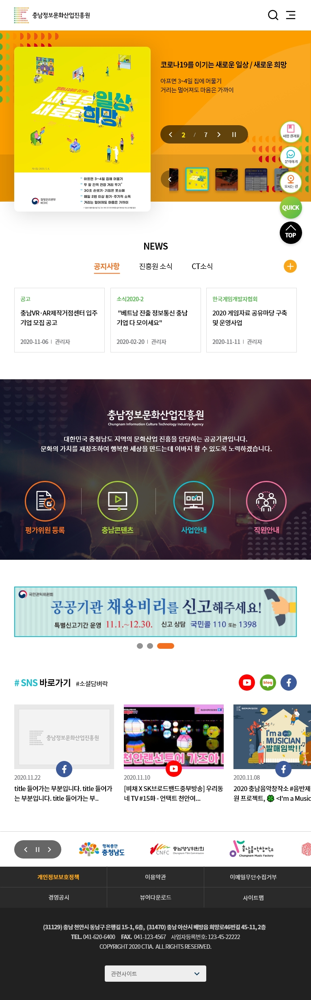 충남정보문화산업진흥원
코로나19를 이기는 새로운 일상 / 새로운 희망
아프면 3~4일 집에 머물기
거리는 멀어져도 마음은 가까이
2 / 7
코로나19를 이기는
새로운 일상
새로운 희망
게시일: 2020. 5. 6.
아프면 3~4일 집에 머물기
두 팔 간격 건강 거리 두기*
30초 손씻기·기침은 옷소매
매일 2번 이상 환기·주기적 소독
거리는 멀어져도 마음은 가까이
질병관리본부
KCDC
사업 결과물
문의하기
오시는 길
QUICK
TOP
NEWS
공지사항
진흥원 소식
CT소식
공고
충남VR·AR제작거점센터 입주
기업 모집 공고
2020-11-06 | 관리자
소식2020-2
"베트남 진출 정보통신 충남
기업 다 모이세요"
2020-02-20 | 관리자
한국게임개발자협회
2020 게임자료 공유마당 구축
및 운영사업
2020-11-11 | 관리자
충남정보문화산업진흥원
Chungnam Information Culture Technology Industry Agency
대한민국 충청남도 지역의 문화산업 진흥을 담당하는 공공기관입니다.
문화의 가치를 재창조하여 행복한 세상을 만드는데 이바지 할 수 있도록 노력하겠습니다.
평가위원 등록
충남콘텐츠
사업안내
직원안내
국민권익위원회
공공기관 채용비리를 신고해주세요!
특별신고기간 운영 11.1.~12.30. 신고 상담 국민콜 110 또는 1398
# SNS 바로가기 #소셜담벼락
blog
충남정보문화산업진흥원
2020.11.22
title 들어가는 부분입니다. title 들어가
는 부분입니다. title 들어가는 부..
충남정보문화산업진흥원
천안랜선투어 가즈아
2020.11.10
[비채 X SK브로드밴드중부방송] 우리동
네 TV #15화 - 언택트 천안여...
충남정보문화산업진흥원
I'm a
MUSICIAN
발매임박!!
2020.11.08
2020 충남음악창작소 #음반제
원 프로젝트, 🍀 <I'm a Music
행복충만
충청남도
CNFC
충남영상위원회
Chungnam Film Commission
충남음악창작소
Chungnam Music Factory
개인정보보호정책
이용약관
이메일무단수집거부
경영공시
뷰어다운로드
사이트맵
(31129) 충남 천안시 동남구 은행길 15-1, 6층, (31470) 충남 아산시 배방읍 희망로46번길 45-11, 2층
TEL. 041-620-6400 FAX. 041-123-4567 사업자등록번호: 123-45-22222
COPYRIGHT 2020 CTIA. ALL RIGHTS RESERVED.
관련사이트